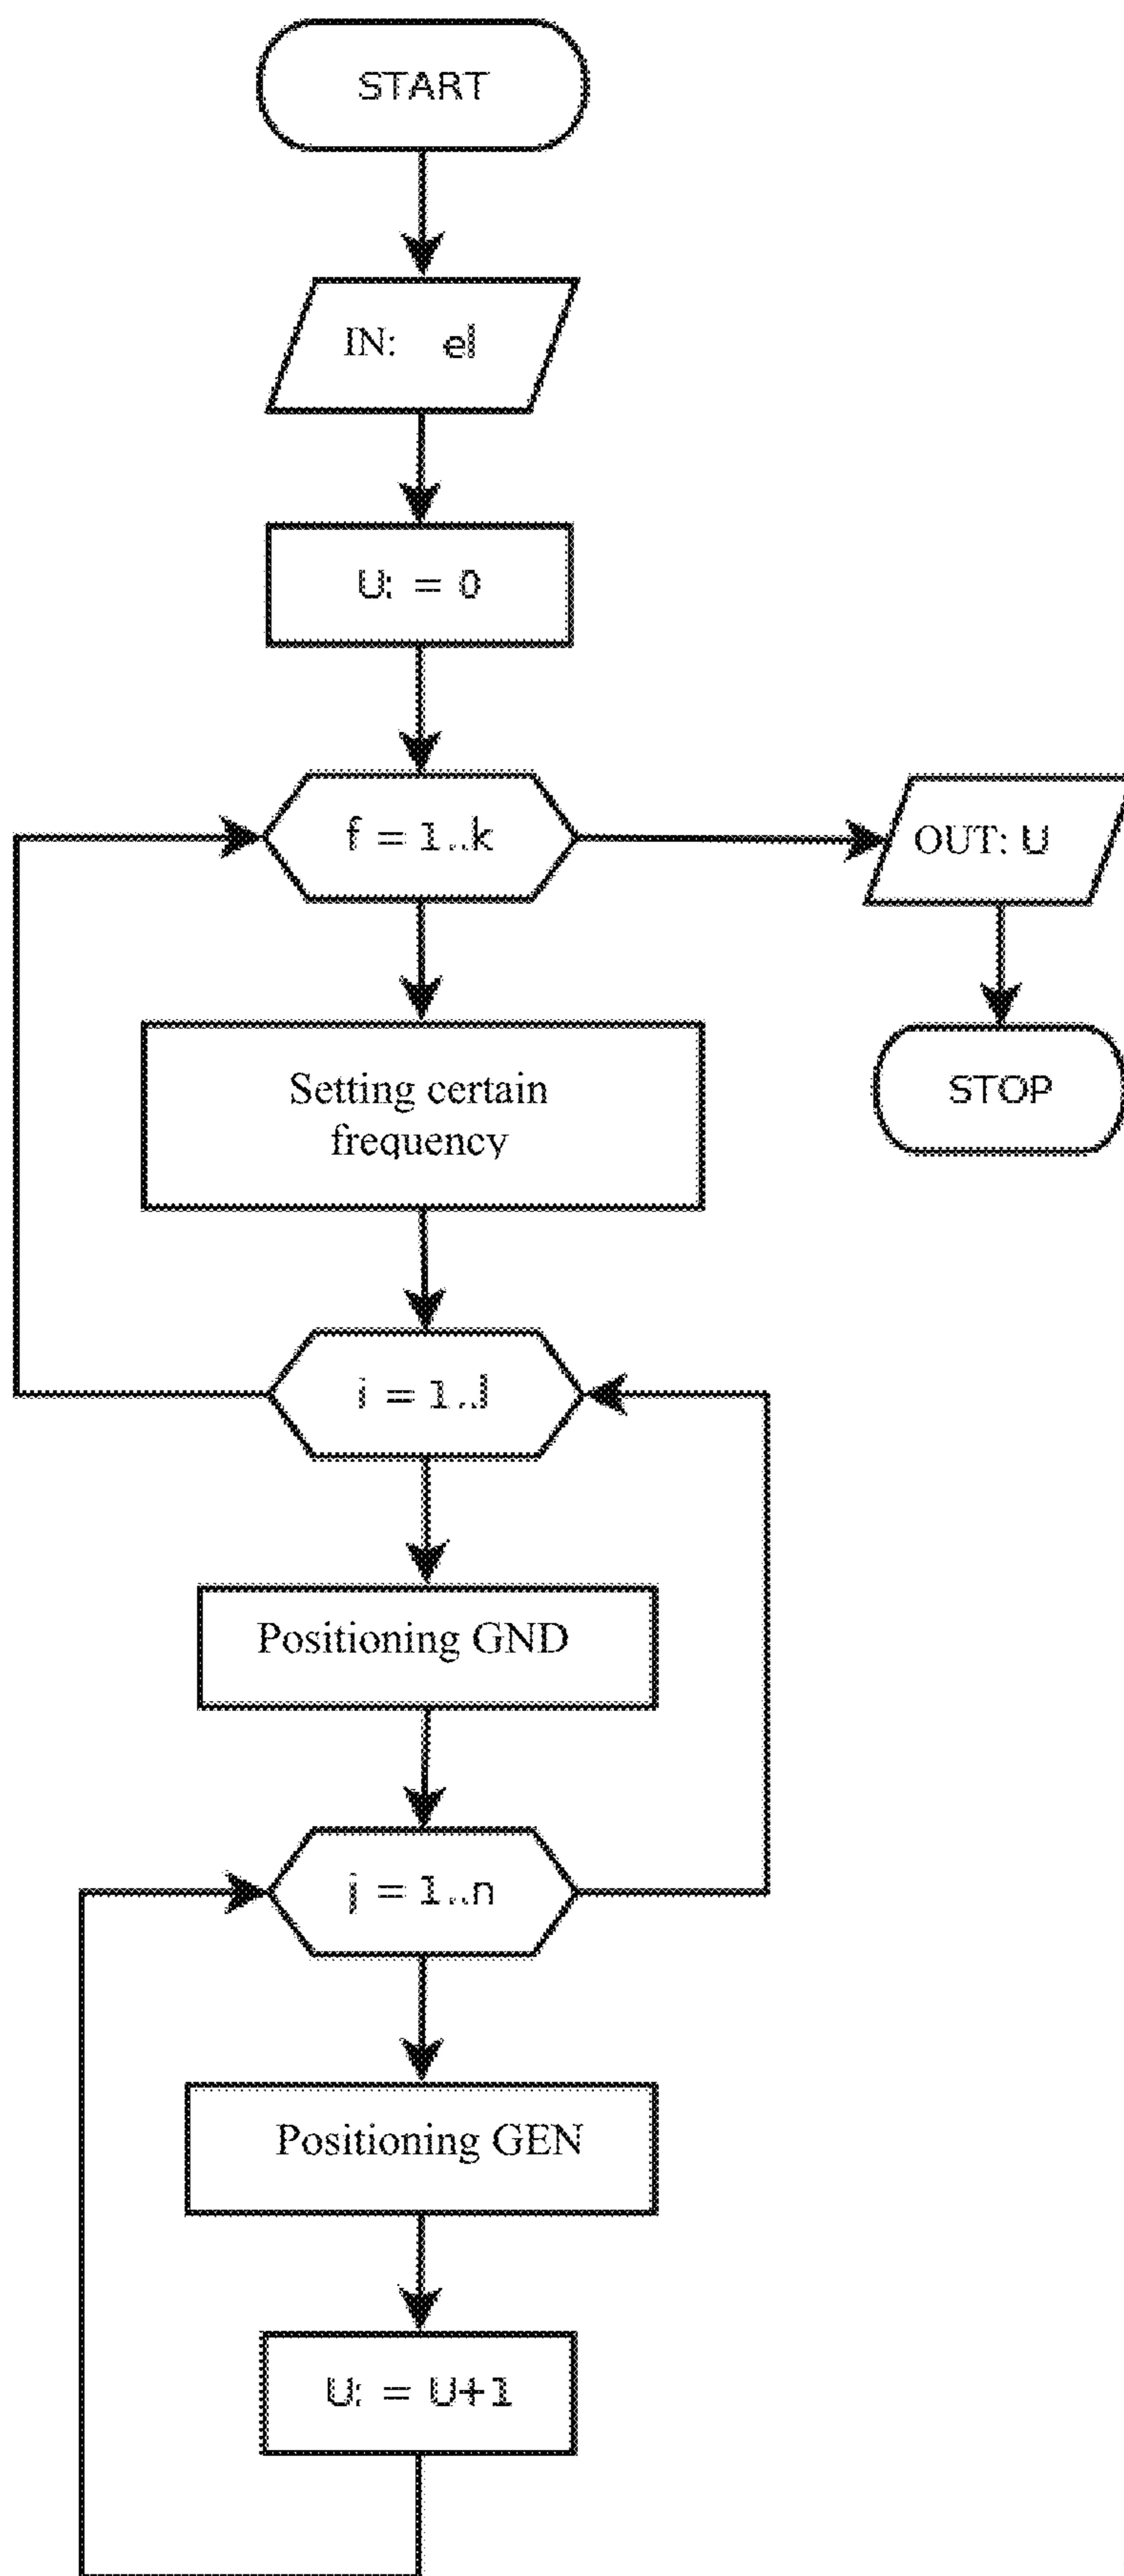 START
IN: el
U: = 0
f = 1..k
OUT: U
Setting certain
frequency
STOP
i = 1..l
Positioning GND
j = 1..n
Positioning GEN
U: = U+1